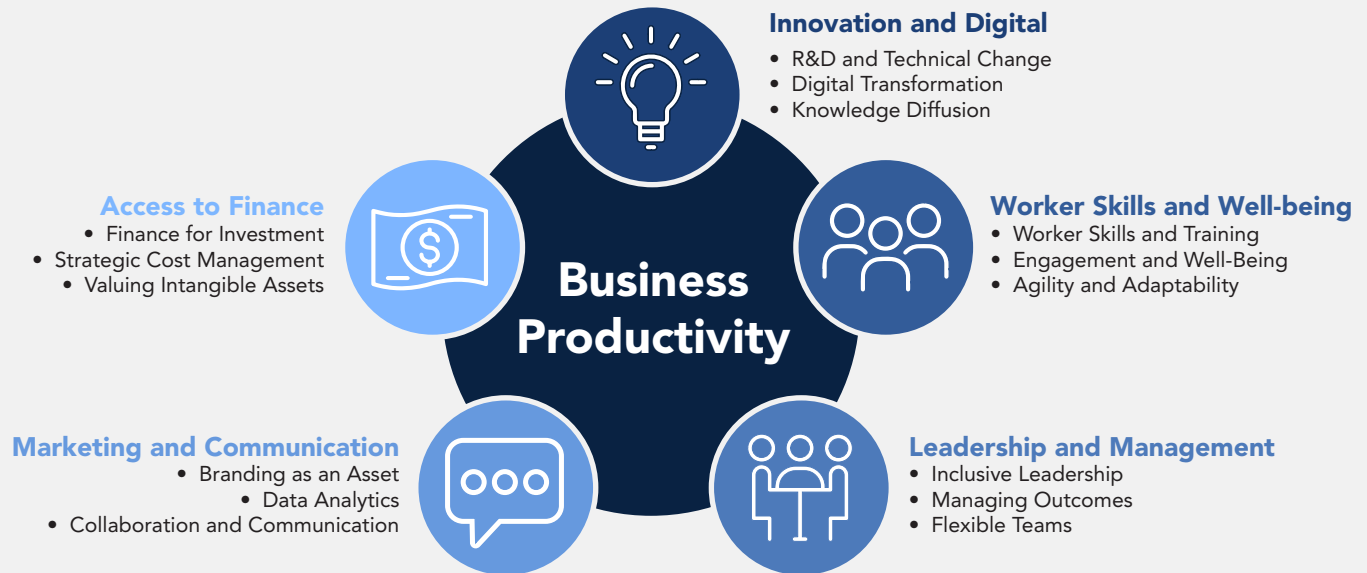 Innovation and Digital
• R&D and Technical Change
• Digital Transformation
• Knowledge Diffusion
Access to Finance
• Finance for Investment
• Strategic Cost Management
• Valuing Intangible Assets
Worker Skills and Well-being
• Worker Skills and Training
• Engagement and Well-Being
• Agility and Adaptability
$
Business
Productivity
Marketing and Communication
• Branding as an Asset
• Data Analytics
• Collaboration and Communication
Leadership and Management
• Inclusive Leadership
• Managing Outcomes
• Flexible Teams